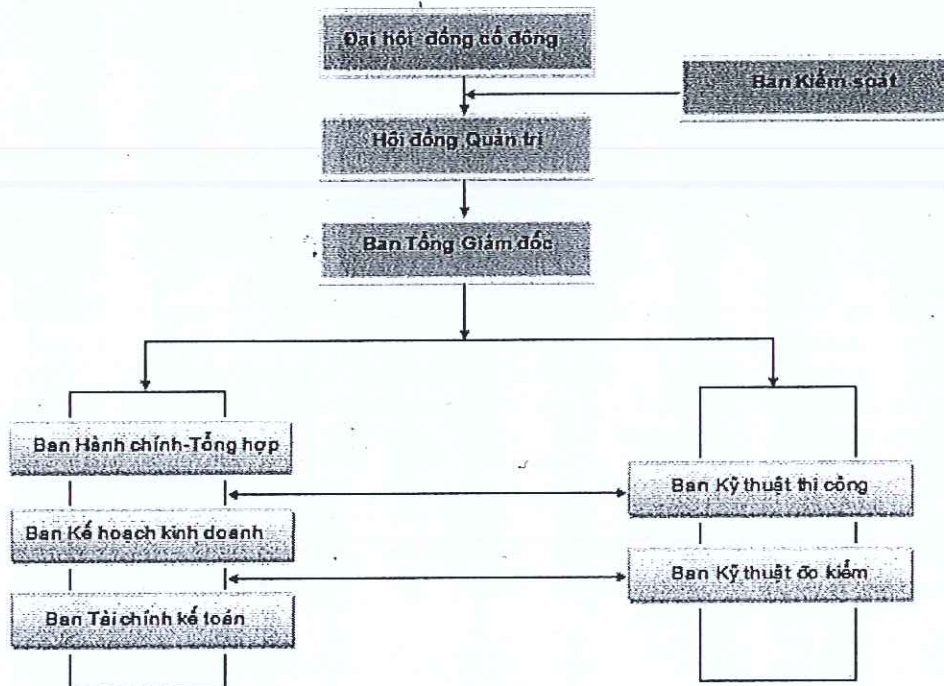 Đại hội đồng cổ đông
Ban Kiểm soát
Hội đồng Quản trị
Ban Tổng Giám đốc
Ban Hành chính-Tổng hợp
Ban Kỹ thuật thi công
Ban Kế hoạch kinh doanh
Ban Kỹ thuật đo kiểm
Ban Tài chính kế toán